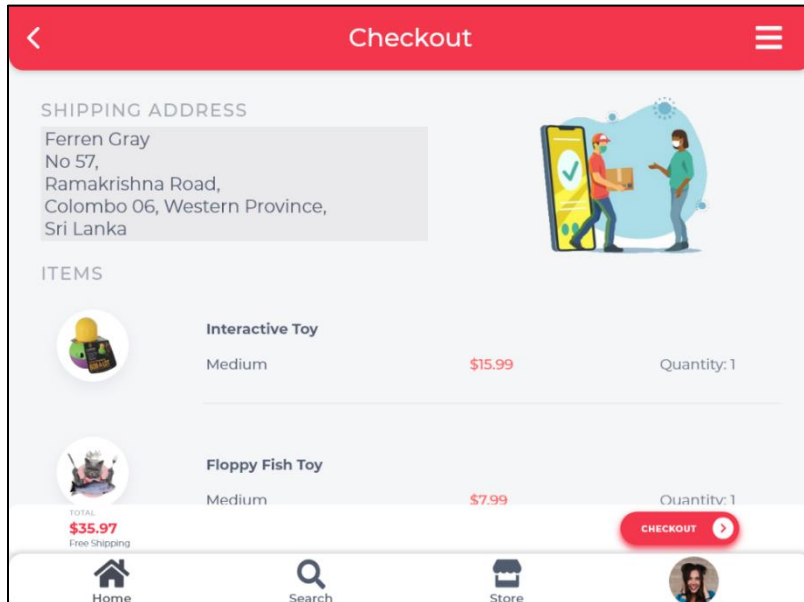 Checkout
SHIPPING ADDRESS
Ferren Gray
No 57,
Ramakrishna Road,
Colombo 06, Western Province,
Sri Lanka
ITEMS
Interactive Toy
Medium $15.99 Quantity: 1
Floppy Fish Toy
Medium $7.99 Quantity: 1
TOTAL
$35.97
Free Shipping
CHECKOUT
Home Search Store